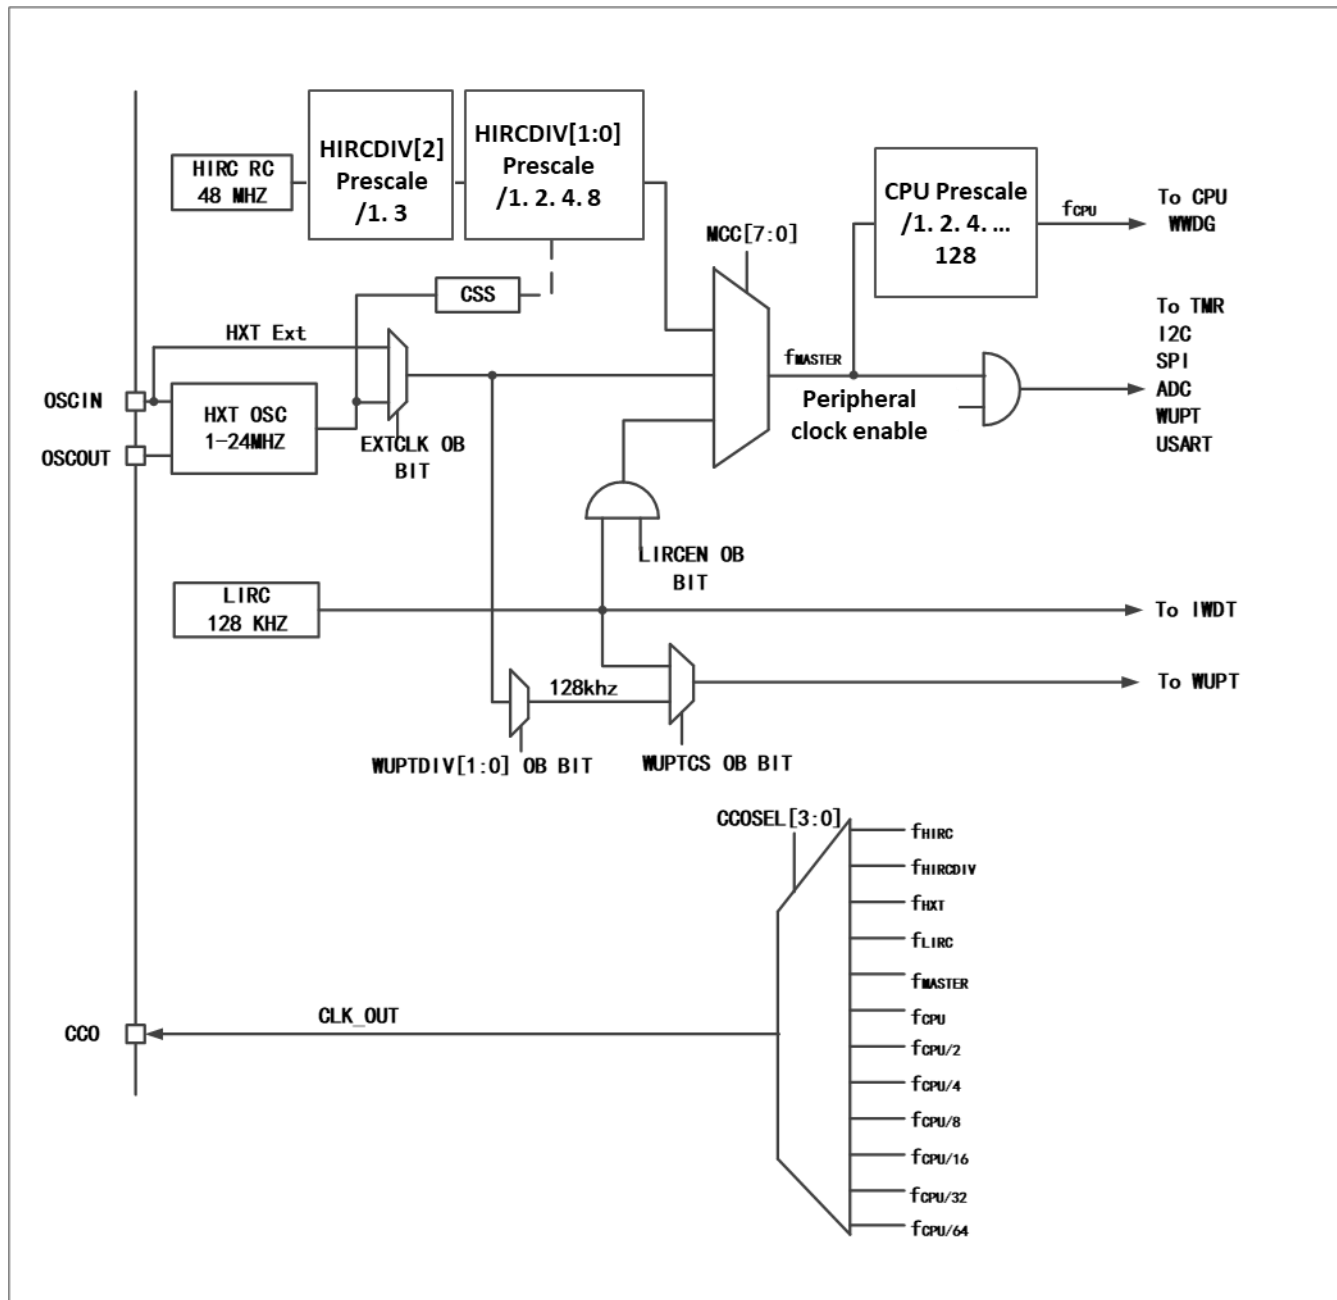 HIRC RC
48 MHZ
HIRCDIV[2]
Prescale
/1. 3
HIRCDIV[1:0]
Prescale
/1. 2. 4. 8
CPU Prescale
/1. 2. 4. ...
128
fCPU
To CPU
WWDG
MCC[7:0]
CSS
HXT Ext
OSCIN
HXT OSC
1-24MHZ
OSCOUT
EXTCLK OB
BIT
fMASTER
Peripheral
clock enable
To TMR
I2C
SPI
ADC
WUPT
USART
LIRCEN OB
BIT
LIRC
128 KHZ
To IWDT
128khz
To WUPT
WUPTDIV[1:0] OB BIT
WUPTCS OB BIT
CCOSEL[3:0]
fHIRC
fHIRCDIV
fHXT
fLIRC
fMASTER
fCPU
fCPU/2
fCPU/4
fCPU/8
fCPU/16
fCPU/32
fCPU/64
CLK_OUT
CCO